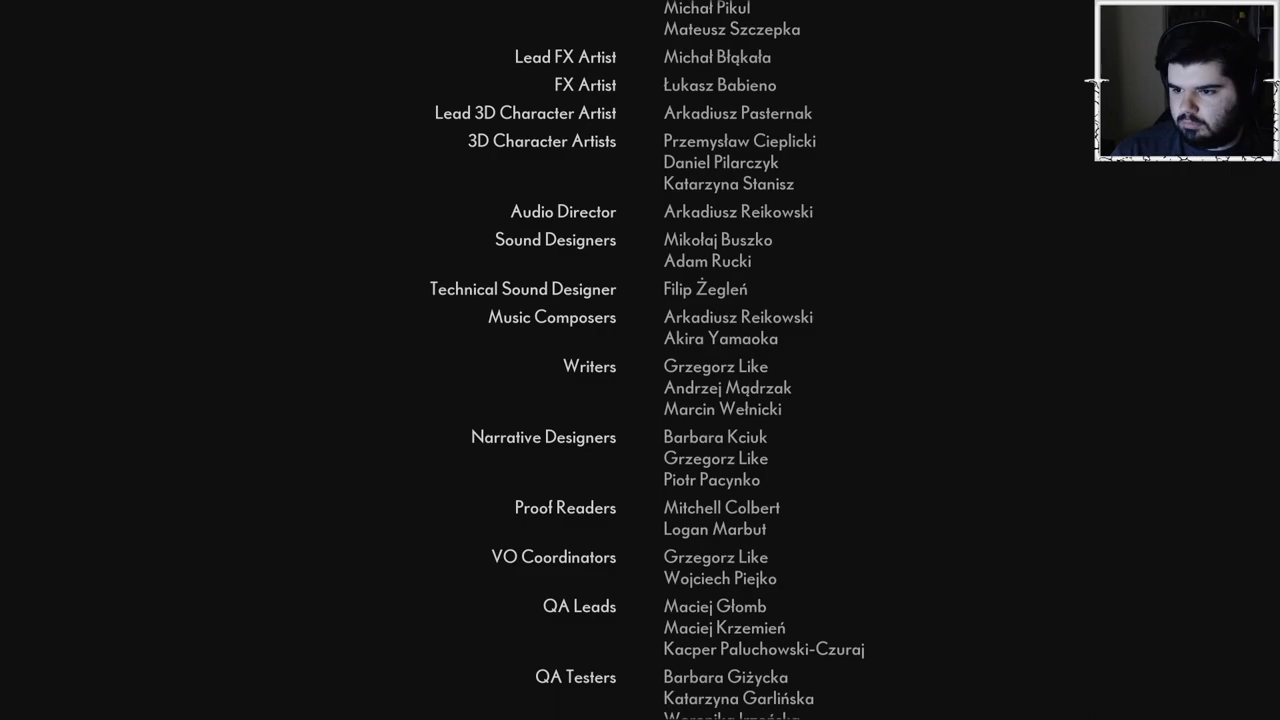 Michał Pikul
Mateusz Szczepka
Lead FX Artist Michał Błąkała
FX Artist Łukasz Babieno
Lead 3D Character Artist Arkadiusz Pasternak
3D Character Artists Przemysław Cieplicki
Daniel Pilarczyk
Katarzyna Stanisz
Audio Director Arkadiusz Reikowski
Sound Designers Mikołaj Buszko
Adam Rucki
Technical Sound Designer Filip Żegleń
Music Composers Arkadiusz Reikowski
Akira Yamaoka
Writers Grzegorz Like
Andrzej Mądrzak
Marcin Wełnicki
Narrative Designers Barbara Kciuk
Grzegorz Like
Piotr Pacynko
Proof Readers Mitchell Colbert
Logan Marbut
VO Coordinators Grzegorz Like
Wojciech Piejko
QA Leads Maciej Głomb
Maciej Krzemień
Kacper Paluchowski-Czuraj
QA Testers Barbara Giżycka
Katarzyna Garlińska